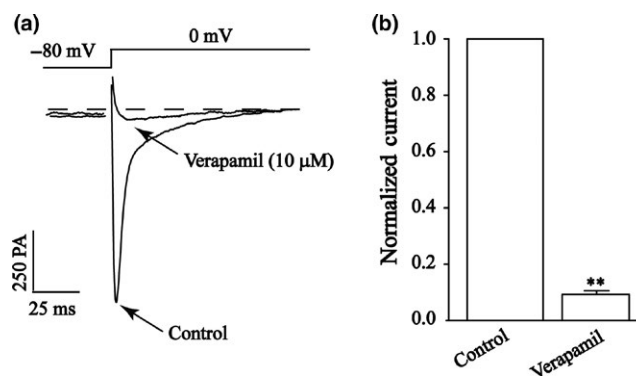 (a)
0 mV
−80 mV
Verapamil (10 μM)
250 PA
25 ms
Control
(b)
Normalized current
1.0
0.8
0.6
0.4
0.2
0.0
**
Control
Verapamil